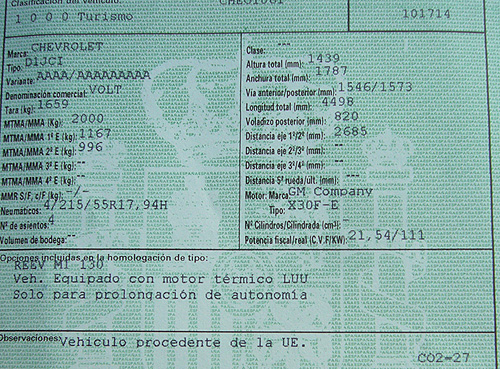 Clasificación del vehículo:
1 0 0 0 Turismo
101714
Marca: CHEVROLET
Tipo: D1JCI
Variante: AAAA/AAAAAAAAA
Denominación comercial: VOLT
Tara (kg): 1659
MTMA/MMA (Kg): 2000
MTMA/MMA 1º E (kg): 1167
MTMA/MMA 2º E (kg): 996
MTMA/MMA 3º E (kg): --
MTMA/MMA 4º E (kg): --
MMR S/F, c/F (kg): -/-
Neumáticos: 4/215/55R17,94H
Nº de asientos: 4
Volumen de bodega: --
Clase: ---
Altura total (mm): 1439
Anchura total (mm): 1787
Vía anterior/posterior (mm): 1546/1573
Longitud total (mm): 4498
Voladizo posterior (mm): 820
Distancia eje 1º/2º (mm): 2685
Distancia eje 2º/3º (mm): --
Distancia eje 3º/4º (mm): --
Distancia 5ª rueda/últ. (mm): ---
Motor: Marca: GM Company
Tipo: X30F-E
Nº Cilindros/Cilindrada (cm³): -
Potencia fiscal/real (C.V.F/KW): 21,54/111
Opciones incluidas en la homologación de tipo:
REEV M1 130
Veh. Equipado con motor térmico LUU
Solo para prolongación de autonomía
Observaciones: Vehículo procedente de la UE.
CO2=27